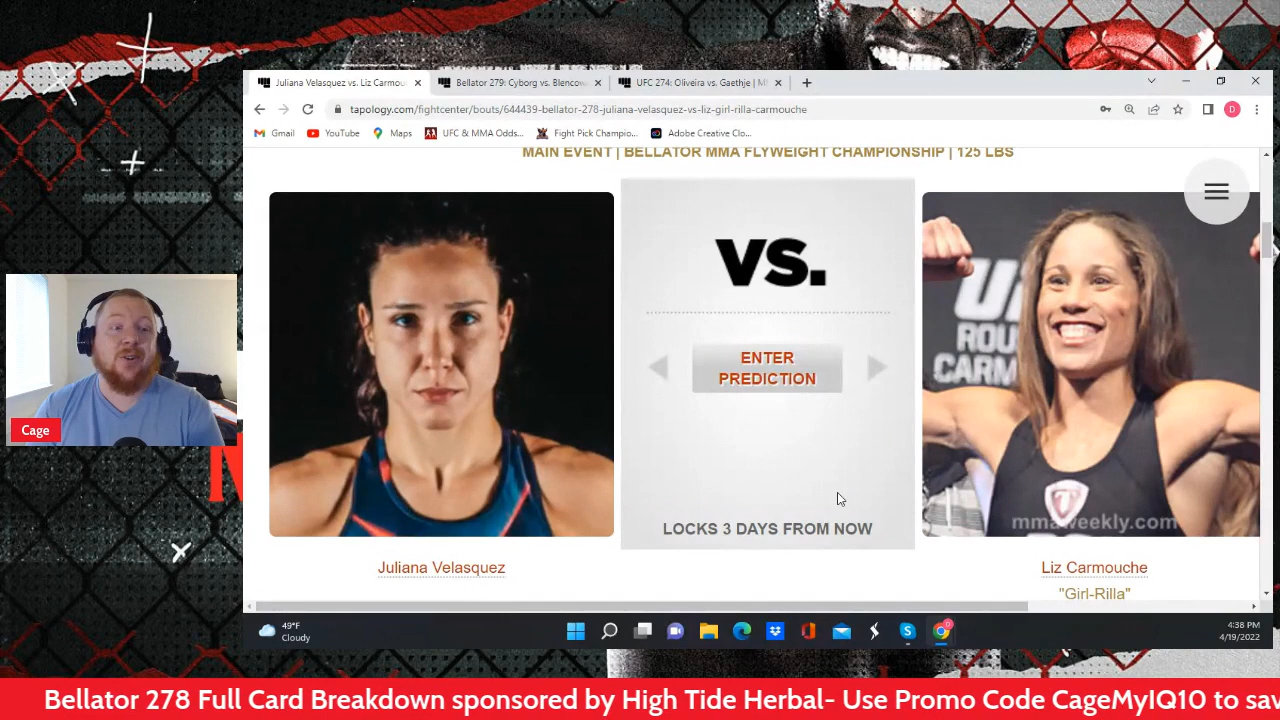 Juliana Velasquez vs. Liz Carmou
Bellator 279: Cyborg vs. Blencow
UFC 274: Oliveira vs. Gaethje | M
tapology.com/fightcenter/bouts/644439-bellator-278-juliana-velasquez-vs-liz-girl-rilla-carmouche
D
Gmail
YouTube
Maps
UFC & MMA Odds...
Fight Pick Champio...
Adobe Creative Clo...
MAIN EVENT | BELLATOR MMA FLYWEIGHT CHAMPIONSHIP | 125 LBS
VS.
ENTER
PREDICTION
LOCKS 3 DAYS FROM NOW
ROU
CARM
mmaweekly.com
Juliana Velasquez
Liz Carmouche
"Girl-Rilla"
Cage
49°F
Cloudy
4:38 PM
4/19/2022
Bellator 278 Full Card Breakdown sponsored by High Tide Herbal- Use Promo Code CageMyIQ10 to sav